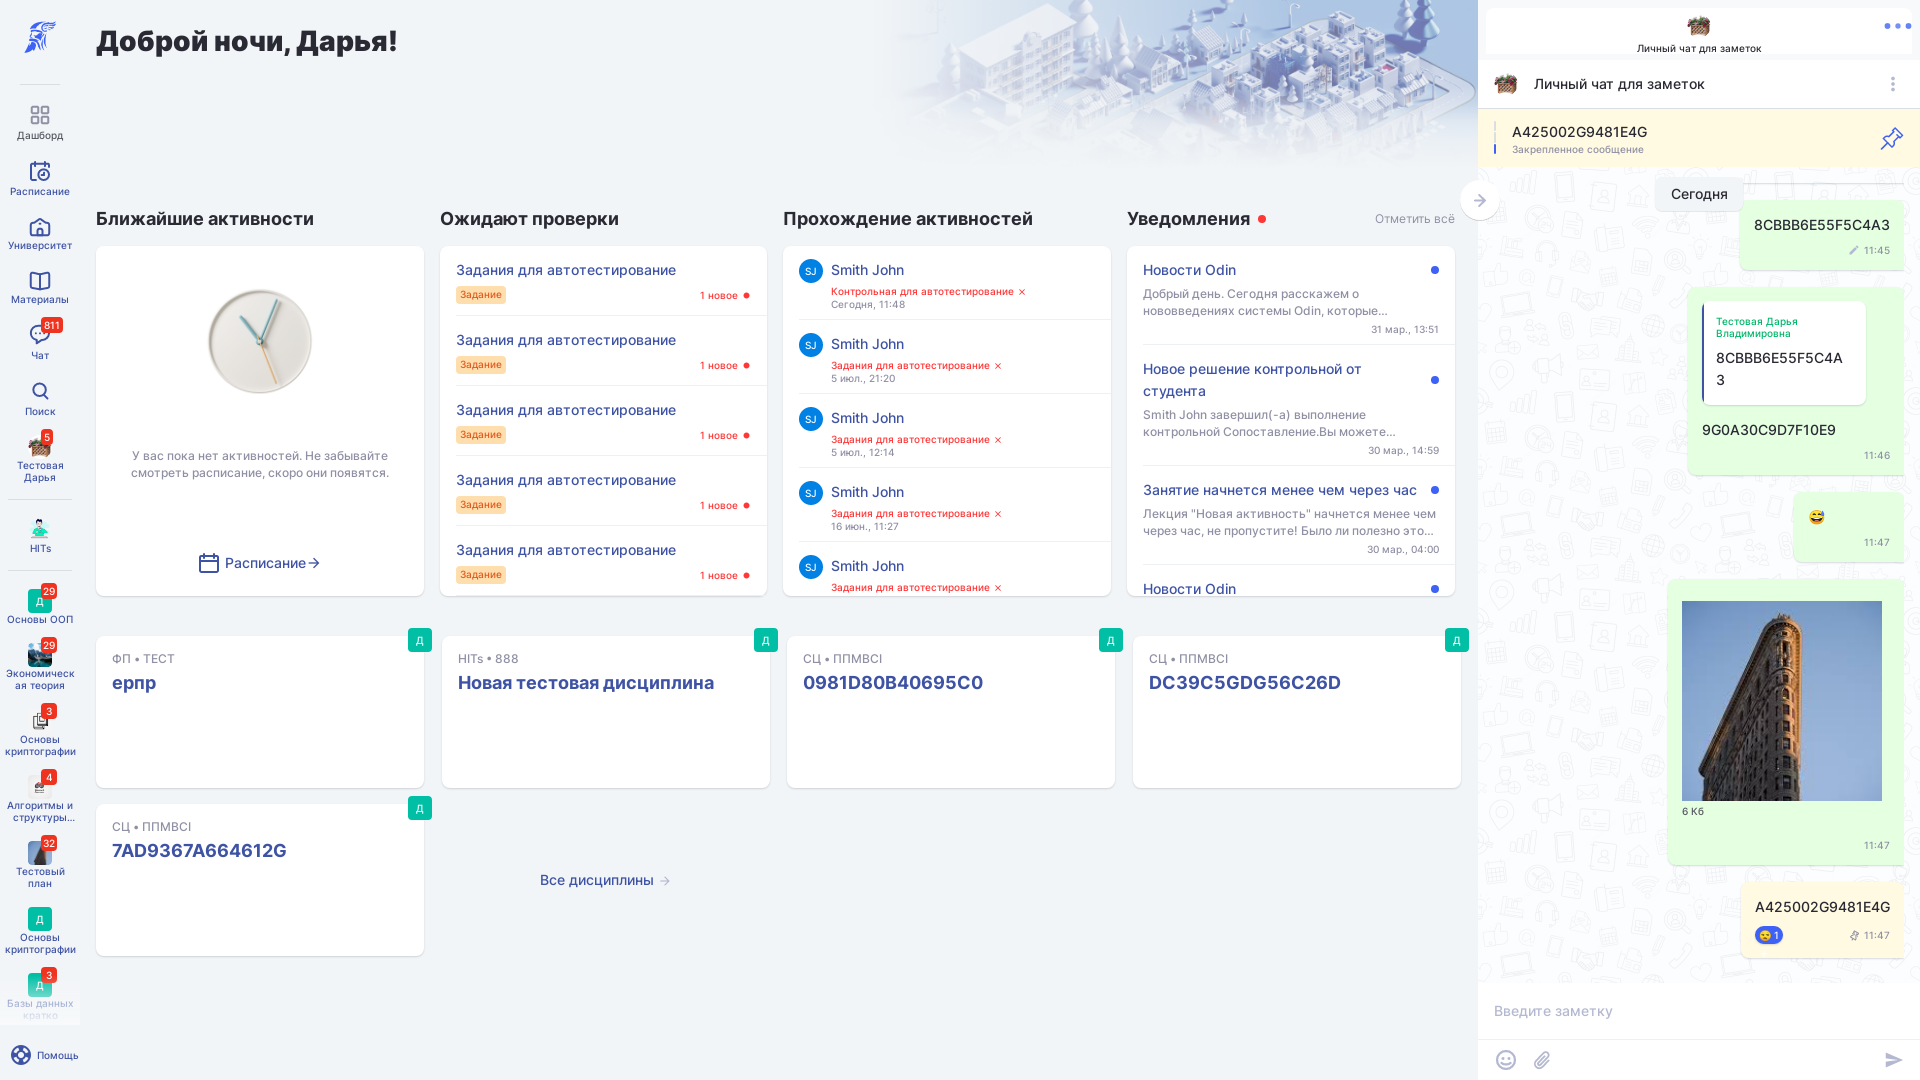 Доброй ночи, Дарья!
Дашборд
Расписание
Университет
Материалы
811
Чат
Поиск
5
Тестовая
Дарья
HITs
29
Д
Основы ООП
29
Экономическ
ая теория
3
Основы
криптографии
4
Алгоритмы и
структуры...
32
Тестовый
план
Д
Основы
криптографии
3
Д
Базы данных
кратко
Помощь
Ближайшие активности
У вас пока нет активностей. Не забывайте
смотреть расписание, скоро они появятся.
Расписание
Ожидают проверки
Задания для автотестирование
Задание
1 новое
Задания для автотестирование
Задание
1 новое
Задания для автотестирование
Задание
1 новое
Задания для автотестирование
Задание
1 новое
Задания для автотестирование
Задание
1 новое
Прохождение активностей
SJ
Smith John
Контрольная для автотестирование
Сегодня, 11:48
SJ
Smith John
Задания для автотестирование
5 июл., 21:20
SJ
Smith John
Задания для автотестирование
5 июл., 12:14
SJ
Smith John
Задания для автотестирование
16 июн., 11:27
SJ
Smith John
Задания для автотестирование
Уведомления
Отметить всё
Новости Odin
Добрый день. Сегодня расскажем о
нововведениях системы Odin, которые...
31 мар., 13:51
Новое решение контрольной от
студента
Smith John завершил(-а) выполнение
контрольной Сопоставление.Вы можете...
30 мар., 14:59
Занятие начнется менее чем через час
Лекция "Новая активность" начнется менее чем
через час, не пропустите! Было ли полезно это...
30 мар., 04:00
Новости Odin
Д
ФП • ТЕСТ
ерпр
Д
HITs • 888
Новая тестовая дисциплина
Д
СЦ • ППМВCI
0981D80B40695C0
Д
СЦ • ППМВCI
DC39C5GDG56C26D
Д
СЦ • ППМВCI
7AD9367A664612G
Все дисциплины
Личный чат для заметок
Личный чат для заметок
A425002G9481E4G
Закрепленное сообщение
Сегодня
8CBBB6E55F5C4A3
11:45
Тестовая Дарья
Владимировна
8CBBB6E55F5C4A
3
9G0A30C9D7F10E9
11:46
11:47
6 Кб
11:47
A425002G9481E4G
1
11:47
Введите заметку